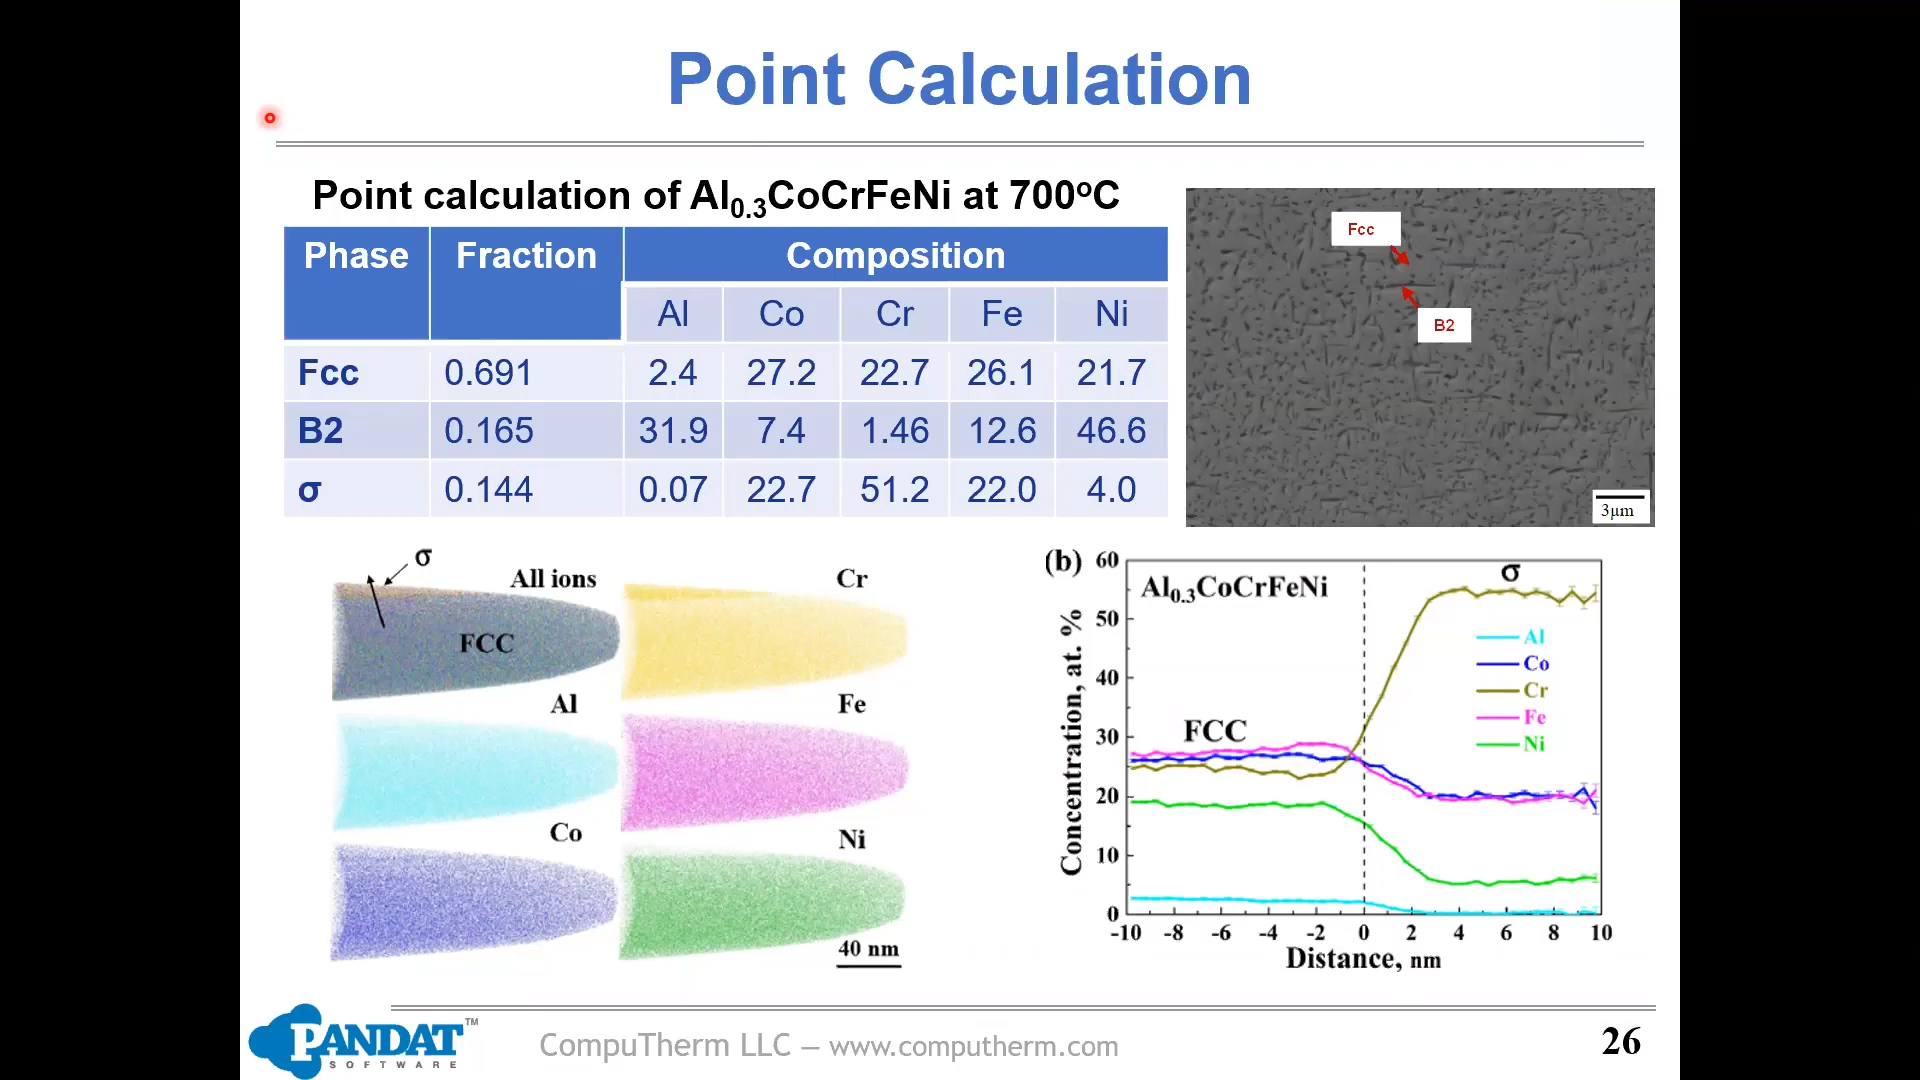 Point Calculation
Point calculation of Al0.3CoCrFeNi at 700oC
Phase Fraction Composition
Al Co Cr Fe Ni
Fcc 0.691 2.4 27.2 22.7 26.1 21.7
B2 0.165 31.9 7.4 1.46 12.6 46.6
σ 0.144 0.07 22.7 51.2 22.0 4.0
Fcc
B2
3µm
σ
All ions
FCC
Cr
Al
Fe
Co
Ni
40 nm
(b)
Al0.3CoCrFeNi
σ
FCC
Al
Co
Cr
Fe
Ni
60
50
40
30
20
10
0
Concentration, at. %
-10 -8 -6 -4 -2 0 2 4 6 8 10
Distance, nm
PANDAT TM
SOFTWARE
CompuTherm LLC – www.computherm.com
26